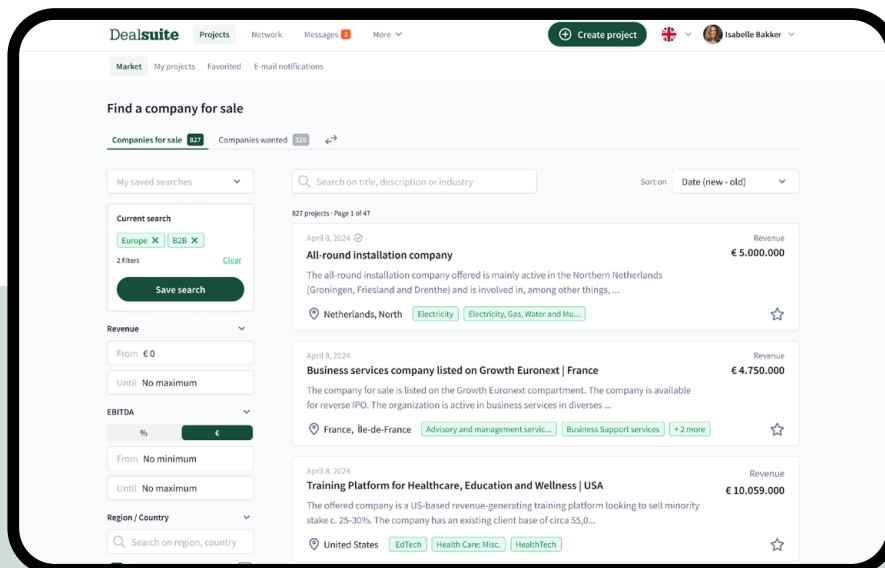 Dealsuite Projects Network Messages 3 More Create project Isabelle Bakker
Market My projects Favorited E-mail notifications
Find a company for sale
Companies for sale 827 Companies wanted 320
My saved searches
Search on title, description or industry
Sort on Date (new - old)
Current search
Europe B2B
2 filters Clear
Save search
Revenue
From € 0
Until No maximum
EBITDA
% €
From No minimum
Until No maximum
Region / Country
Search on region, country
827 projects · Page 1 of 47
April 8, 2024
Revenue
All-round installation company
€ 5.000.000
The all-round installation company offered is mainly active in the Northern Netherlands
(Groningen, Friesland and Drenthe) and is involved in, among other things, ...
Netherlands, North Electricity Electricity, Gas, Water and Mu...
April 8, 2024
Revenue
Business services company listed on Growth Euronext | France
€ 4.750.000
The company for sale is listed on the Growth Euronext compartment. The company is available
for reverse IPO. The organization is active in business services in diverses ...
France, Île-de-France Advisory and management servic... Business Support services + 2 more
April 8, 2024
Revenue
Training Platform for Healthcare, Education and Wellness | USA
€ 10.059.000
The offered company is a US-based revenue-generating training platform looking to sell minority
stake c. 25-30%. The company has an existing client base of circa 55,0...
United States EdTech Health Care: Misc. HealthTech